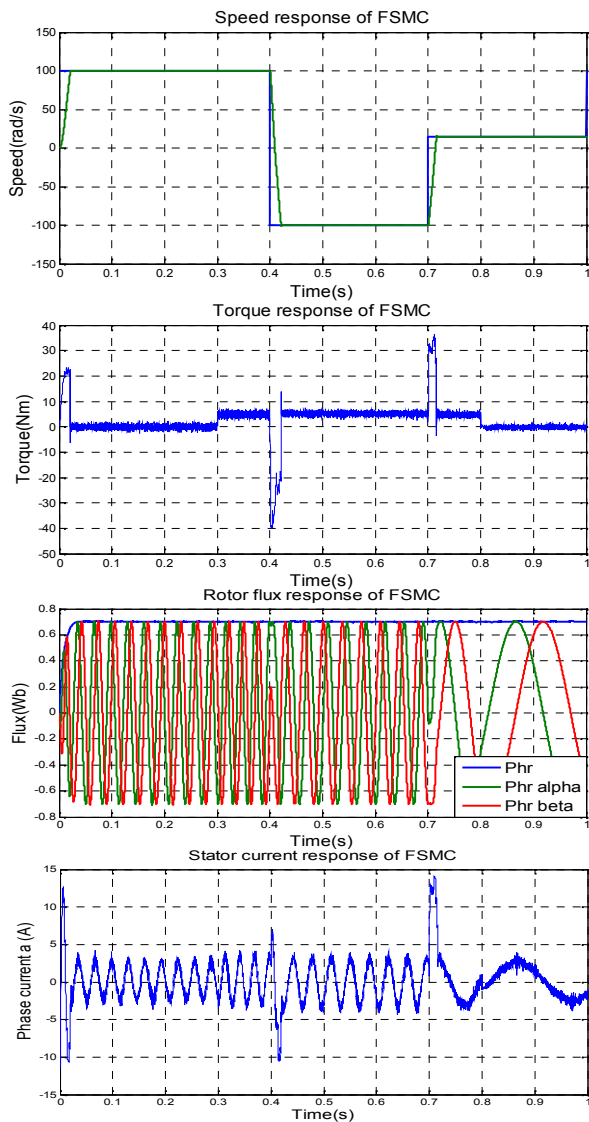 Speed response of FSMC
150
100
50
0
-50
-100
-150
Speed(rad/s)
0 0.1 0.2 0.3 0.4 0.5 0.6 0.7 0.8 0.9 1
Time(s)
Torque response of FSMC
40
30
20
10
0
-10
-20
-30
-40
-50
Torque(Nm)
0 0.1 0.2 0.3 0.4 0.5 0.6 0.7 0.8 0.9 1
Time(s)
Rotor flux response of FSMC
0.8
0.6
0.4
0.2
0
-0.2
-0.4
-0.6
-0.8
Flux(Wb)
Phr
Phr alpha
Phr beta
0 0.1 0.2 0.3 0.4 0.5 0.6 0.7 0.8 0.9 1
Time(s)
Stator current response of FSMC
15
10
5
0
-5
-10
-15
Phase current a (A)
0 0.1 0.2 0.3 0.4 0.5 0.6 0.7 0.8 0.9 1
Time(s)